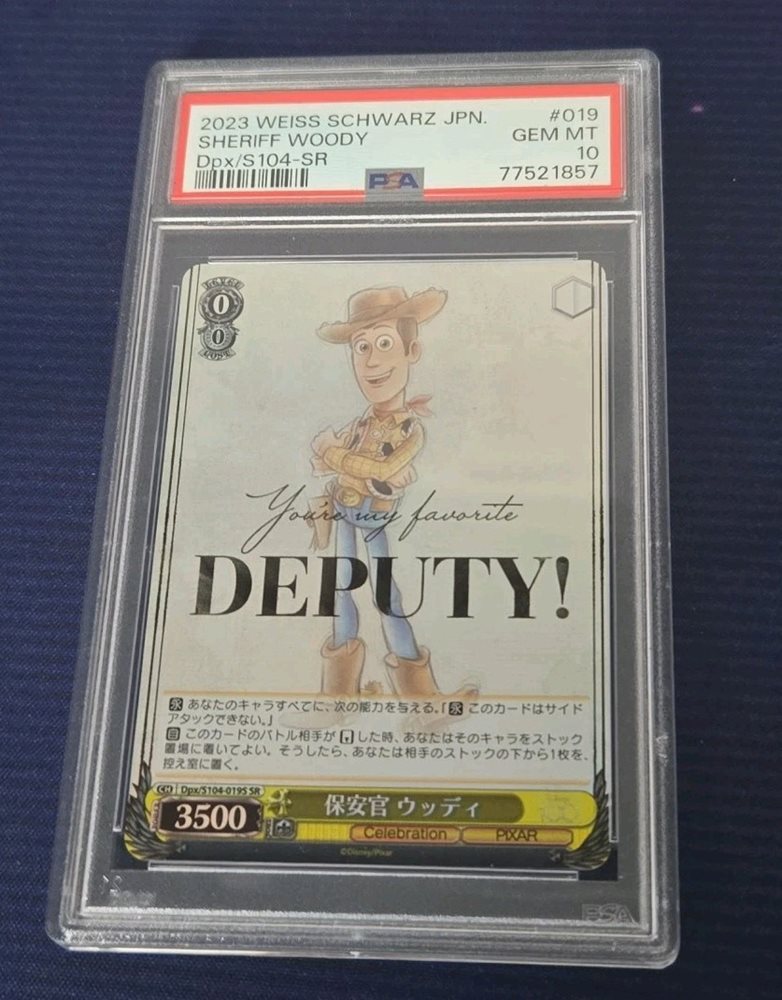 2023 WEISS SCHWARZ JPN. #019
SHERIFF WOODY GEM MT
Dpx/S104-SR 10
PSA 77521857
LEVEL
0
0
COST
You're my favorite
DEPUTY!
永 あなたのキャラすべてに、次の能力を与える。「永 このカードはサイド
アタックできない。」
自 このカードのバトル相手が した時、あなたはそのキャラをストック
置場に置いてよい。そうしたら、あなたは相手のストックの下から1枚を、
控え室に置く。
CH Dpx/S104-019S SR
3500 保安官 ウッディ
Celebration PIXAR
©Disney/Pixar
PSA